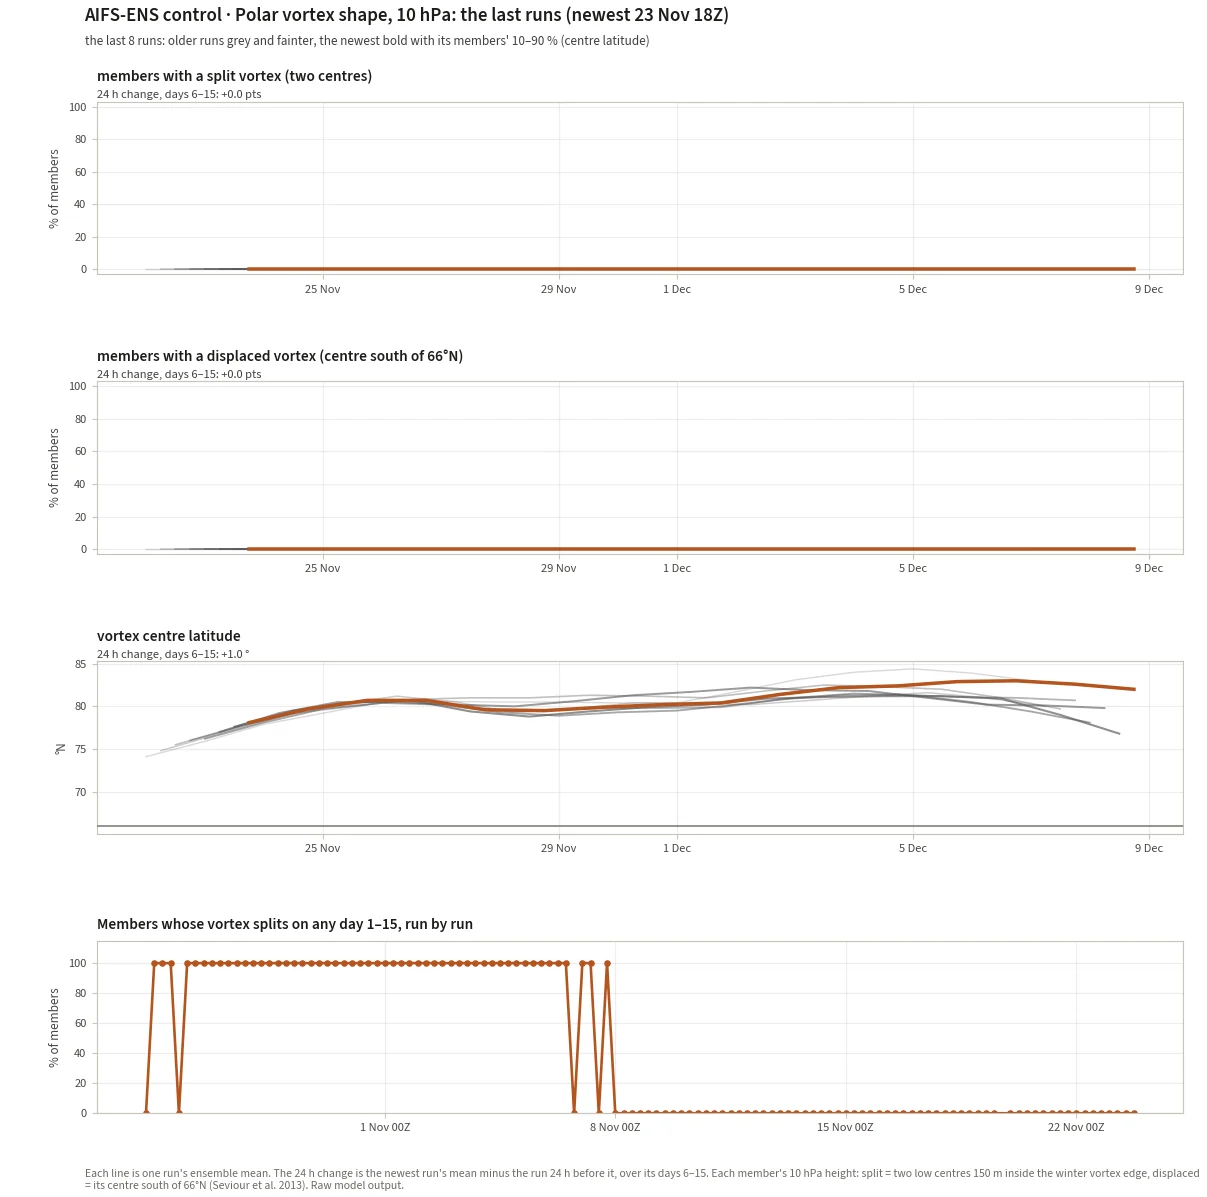 AIFS-ENS control · Polar vortex shape, 10 hPa: the last runs (newest 23 Nov 18Z)
the last 8 runs: older runs grey and fainter, the newest bold with its members' 10–90 % (centre latitude)
members with a split vortex (two centres)
24 h change, days 6–15: +0.0 pts
100
80
60
40
20
0
% of members
25 Nov 29 Nov 1 Dec 5 Dec 9 Dec
members with a displaced vortex (centre south of 66°N)
24 h change, days 6–15: +0.0 pts
100
80
60
40
20
0
% of members
25 Nov 29 Nov 1 Dec 5 Dec 9 Dec
vortex centre latitude
24 h change, days 6–15: +1.0 °
85
80
75
70
°N
25 Nov 29 Nov 1 Dec 5 Dec 9 Dec
Members whose vortex splits on any day 1–15, run by run
100
80
60
40
20
0
% of members
1 Nov 00Z 8 Nov 00Z 15 Nov 00Z 22 Nov 00Z
Each line is one run's ensemble mean. The 24 h change is the newest run's mean minus the run 24 h before it, over its days 6–15. Each member's 10 hPa height: split = two low centres 150 m inside the winter vortex edge, displaced
= its centre south of 66°N (Seviour et al. 2013). Raw model output.